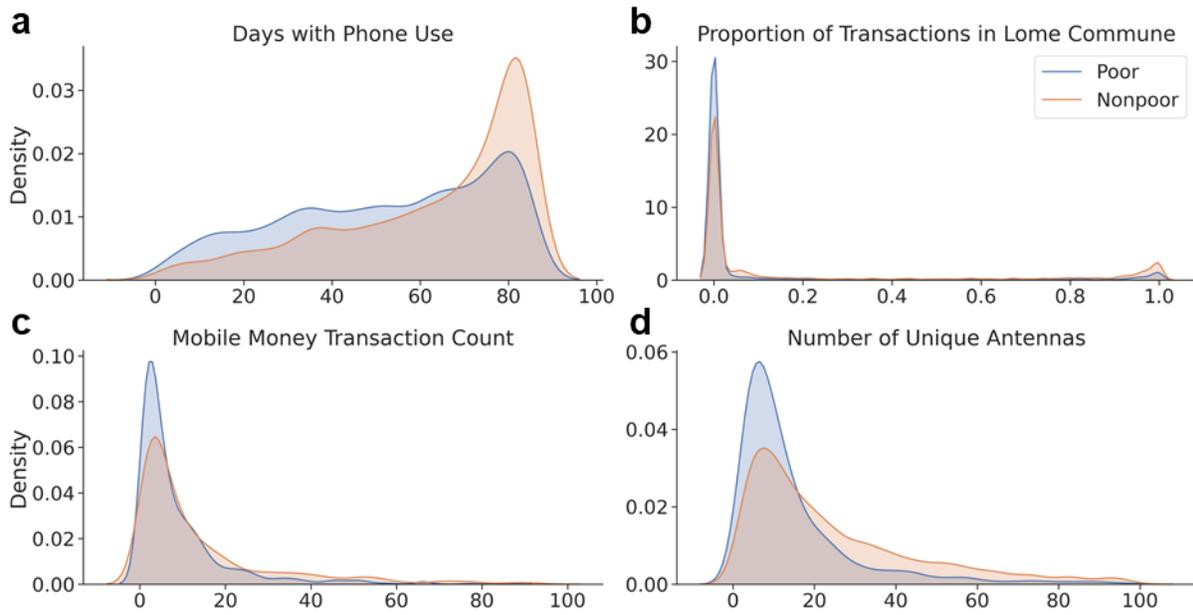 a
Days with Phone Use
Density
0.03
0.02
0.01
0.00
0 20 40 60 80 100
b
Proportion of Transactions in Lome Commune
Poor
Nonpoor
30
20
10
0
0.0 0.2 0.4 0.6 0.8 1.0
c
Mobile Money Transaction Count
Density
0.10
0.08
0.06
0.04
0.02
0.00
0 20 40 60 80 100
d
Number of Unique Antennas
0.06
0.04
0.02
0.00
0 20 40 60 80 100